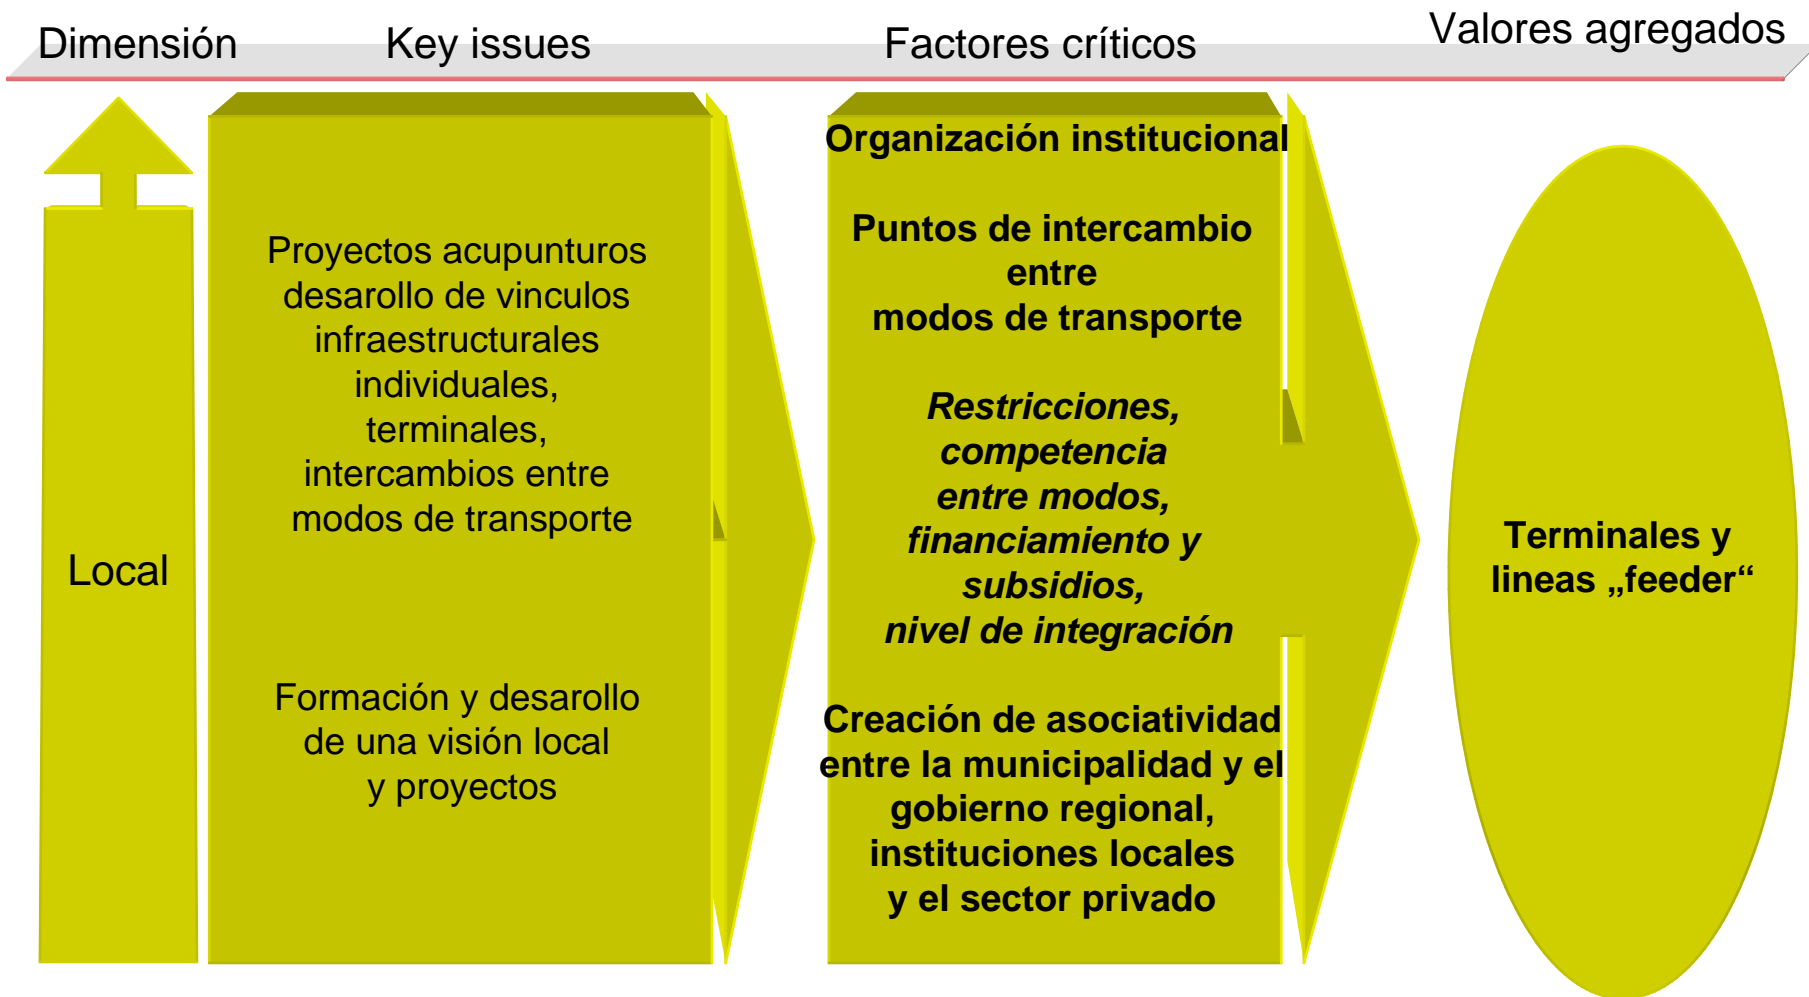 Dimensión
Key issues
Factores críticos
Valores agregados
Local
Proyectos acupunturos
desarollo de vinculos
infraestructurales
individuales,
terminales,
intercambios entre
modos de transporte
Formación y desarollo
de una visión local
y proyectos
Organización institucional
Puntos de intercambio
entre
modos de transporte
Restricciones,
competencia
entre modos,
financiamiento y
subsidios,
nivel de integración
Creación de asociatividad
entre la municipalidad y el
gobierno regional,
instituciones locales
y el sector privado
Terminales y
lineas „feeder“